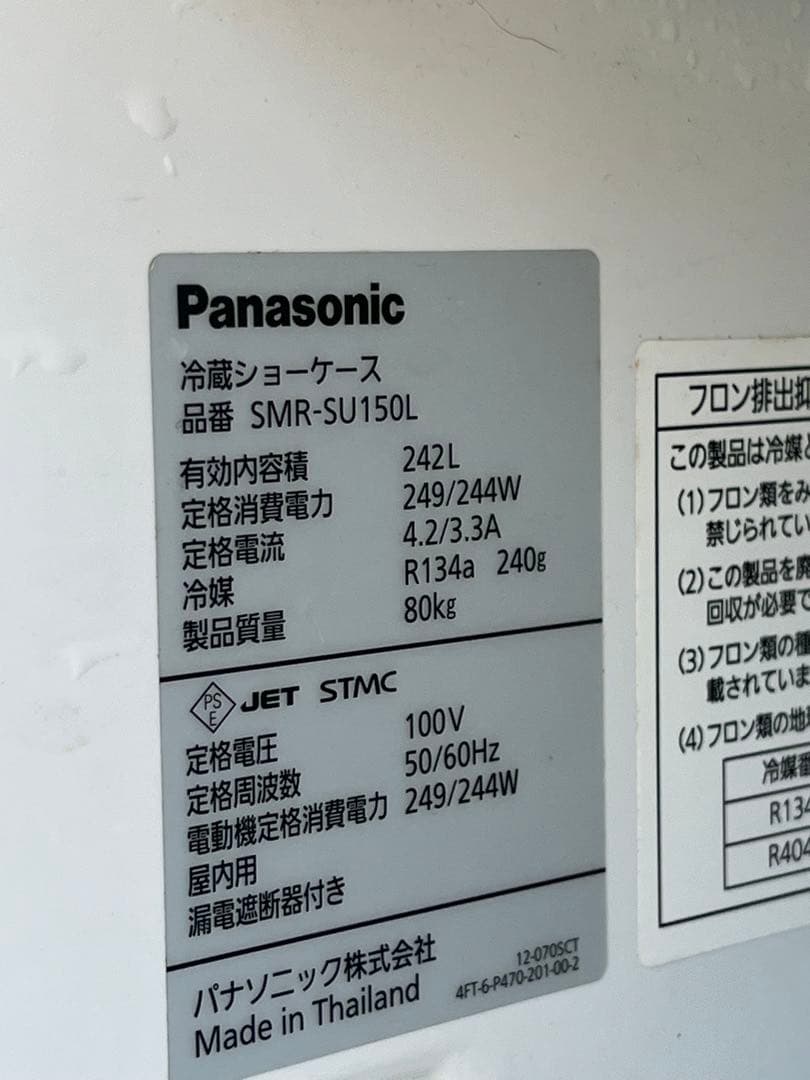 Panasonic
冷蔵ショーケース
品番 SMR-SU150L
有効内容積 242L
定格消費電力 249/244W
定格電流 4.2/3.3A
冷媒 R134a 240g
製品質量 80kg
PS E JET STMC
定格電圧 100V
定格周波数 50/60Hz
電動機定格消費電力 249/244W
屋内用
漏電遮断器付き
パナソニック株式会社
Made in Thailand
12-070SCT
4FT-6-P470-201-00-2
フロン排出抑
この製品は冷媒と
(1)フロン類をみ
禁じられてい
(2)この製品を廃
回収が必要で
(3)フロン類の種
載されていま
(4)フロン類の地球
冷媒番
R134
R404